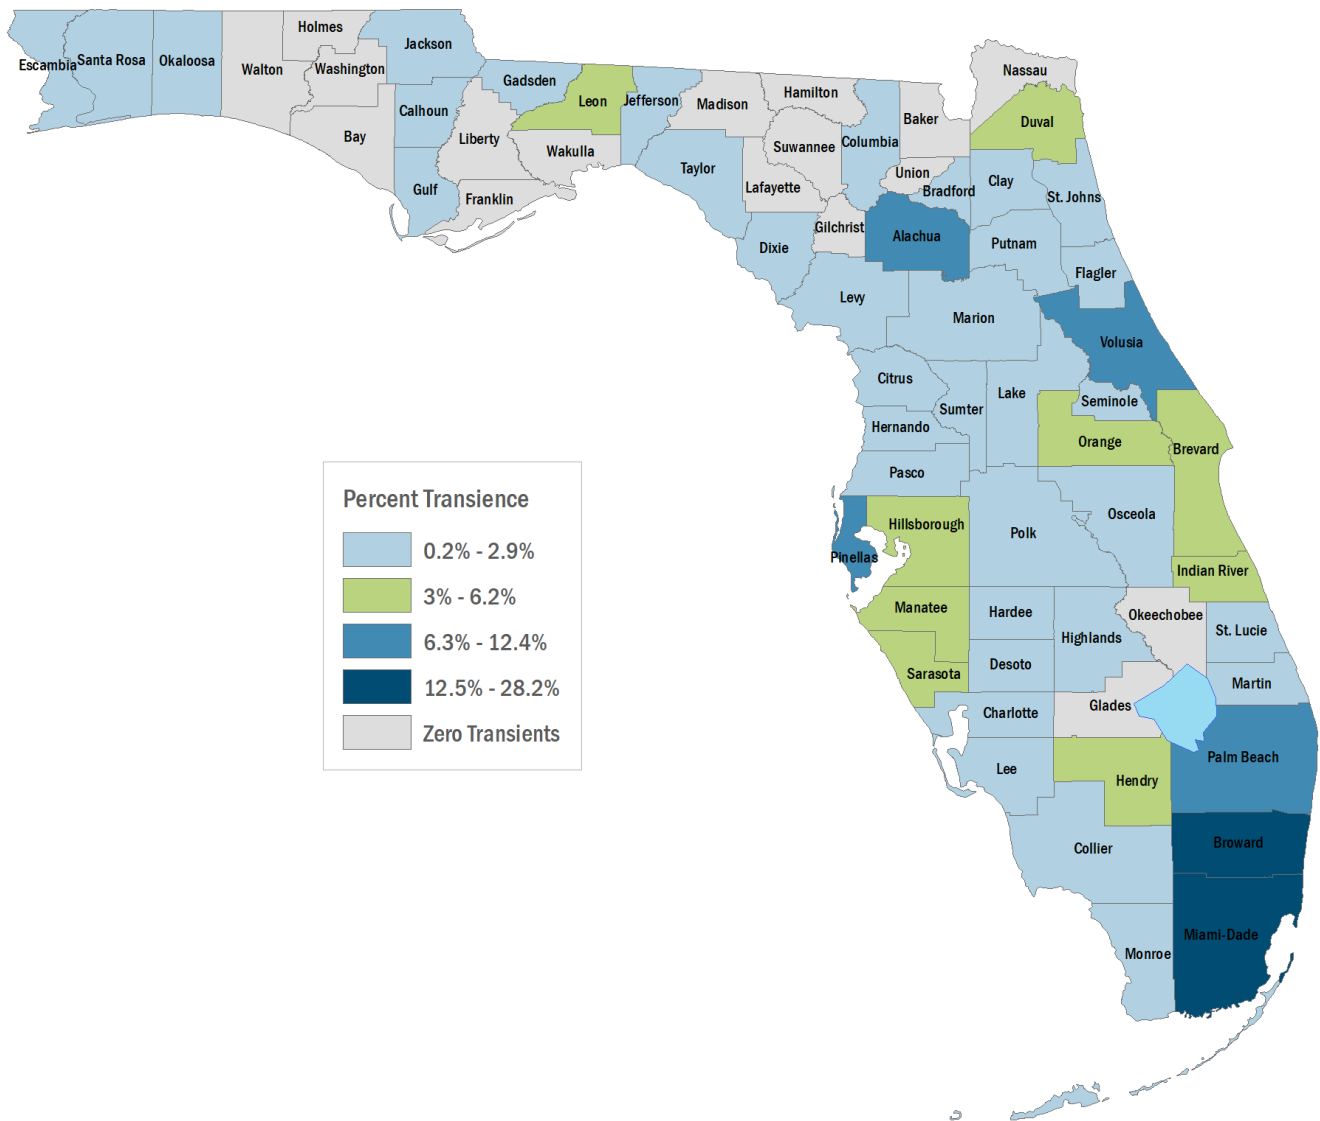 Holmes
Jackson
Escambia
Santa Rosa
Okaloosa
Walton
Washington
Nassau
Gadsden
Leon
Jefferson
Madison
Hamilton
Calhoun
Baker
Duval
Bay
Liberty
Wakulla
Suwannee
Columbia
Taylor
Lafayette
Union
Bradford
Clay
Gulf
Franklin
St. Johns
Gilchrist
Alachua
Dixie
Putnam
Flagler
Levy
Marion
Volusia
Citrus
Lake
Seminole
Sumter
Hernando
Orange
Brevard
Pasco
Percent Transience
0.2% - 2.9%
3% - 6.2%
6.3% - 12.4%
12.5% - 28.2%
Zero Transients
Hillsborough
Osceola
Polk
Pinellas
Indian River
Manatee
Hardee
Okeechobee
Highlands
St. Lucie
Sarasota
Desoto
Martin
Charlotte
Glades
Palm Beach
Lee
Hendry
Collier
Broward
Miami-Dade
Monroe